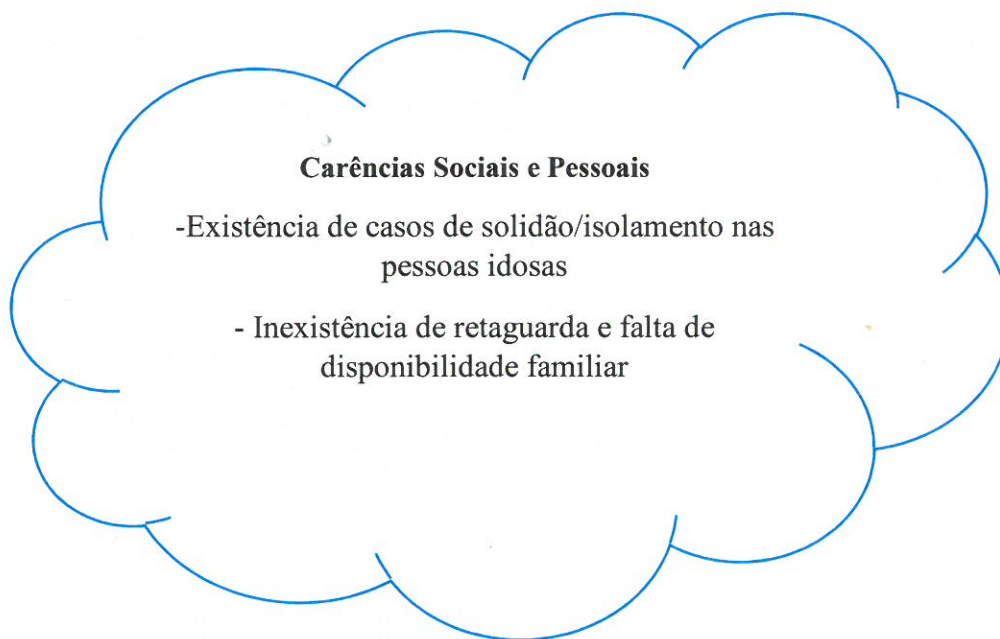 Carências Sociais e Pessoais
-Existência de casos de solidão/isolamento nas
pessoas idosas
- Inexistência de retaguarda e falta de
disponibilidade familiar